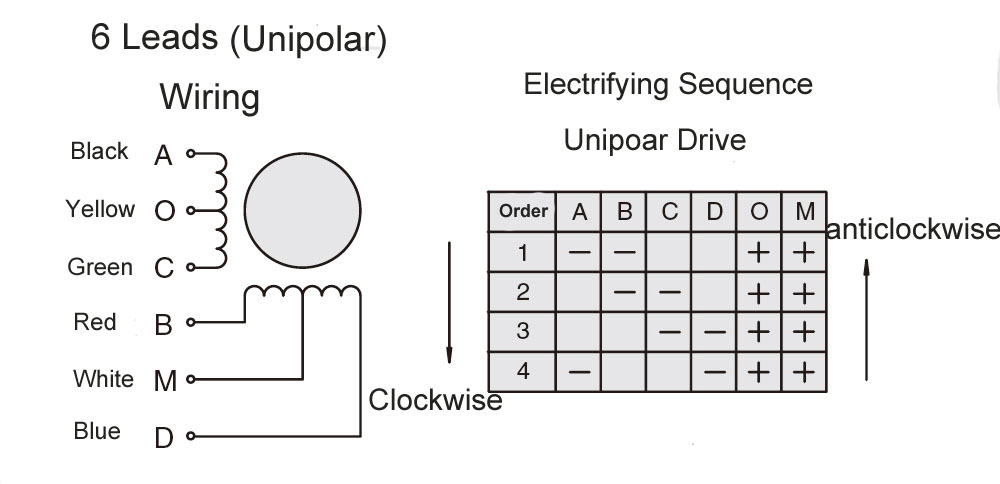 6 Leads (Unipolar)
Wiring
Black A
Yellow O
Green C
Red B
White M
Blue D
Clockwise
Electrifying Sequence
Unipoar Drive
Order A B C D O M
1 − − + +
2 − − + +
3 − − + +
4 − − + +
anticlockwise